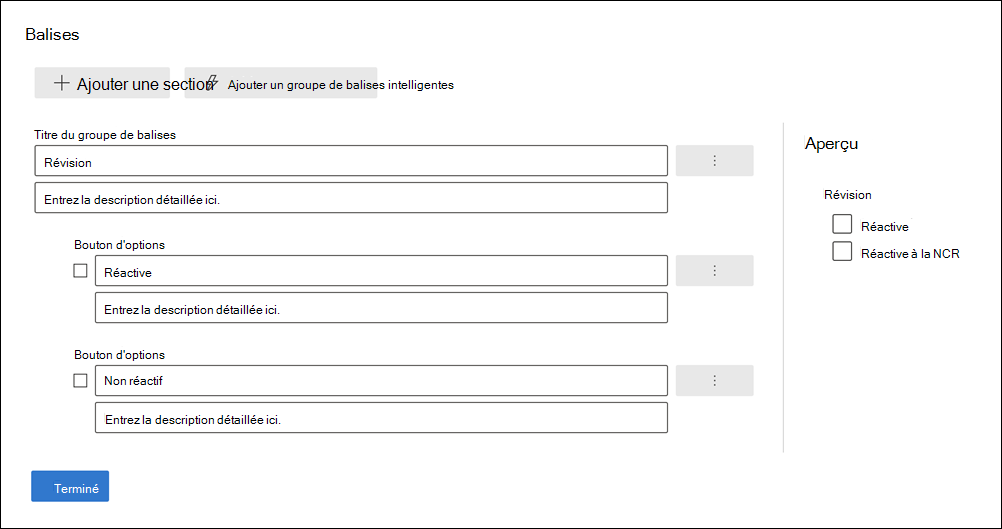 Balises
Ajouter une section
Ajouter un groupe de balises intelligentes
Titre du groupe de balises
Révision
Entrez la description détaillée ici.
Bouton d'options
Réactive
Entrez la description détaillée ici.
Bouton d'options
Non réactif
Entrez la description détaillée ici.
Terminé
Aperçu
Révision
Réactive
Réactive à la NCR